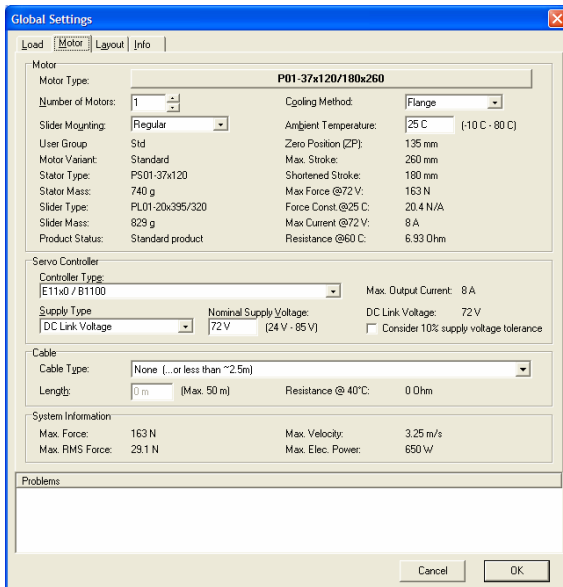 Global Settings
Load Motor Layout Info
Motor
Motor Type: P01-37x120/180x260
Number of Motors: 1 Cooling Method: Flange
Slider Mounting: Regular Ambient Temperature: 25 C (-10 C - 80 C)
User Group Std Zero Position (ZP): 135 mm
Motor Variant: Standard Max. Stroke: 260 mm
Stator Type: PS01-37x120 Shortened Stroke: 180 mm
Stator Mass: 740 g Max Force @72 V: 163 N
Slider Type: PL01-20x395/320 Force Const.@25 C: 20.4 N/A
Slider Mass: 829 g Max Current @72 V: 8 A
Product Status: Standard product Resistance @60 C: 6.93 Ohm
Servo Controller
Controller Type:
E11x0 / B1100 Max. Output Current: 8 A
Supply Type Nominal Supply Voltage: DC Link Voltage: 72 V
DC Link Voltage 72 V (24 V - 85 V) Consider 10% supply voltage tolerance
Cable
Cable Type: None (...or less than ~2.5m)
Length: 0 m (Max. 50 m) Resistance @ 40°C: 0 Ohm
System Information
Max. Force: 163 N Max. Velocity: 3.25 m/s
Max. RMS Force: 29.1 N Max. Elec. Power: 650 W
Problems
Cancel OK